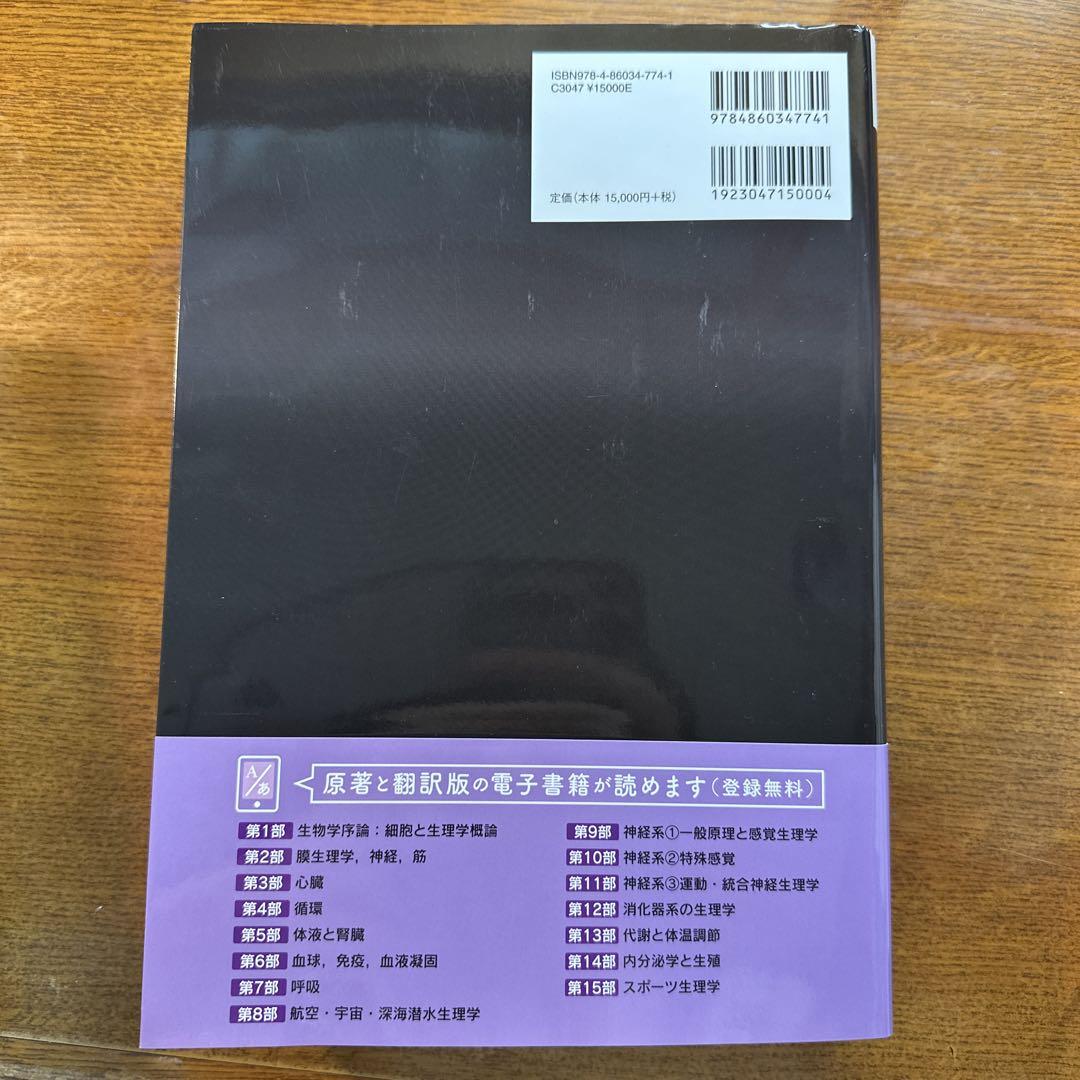 ISBN978-4-86034-774-1
C3047 ¥15000E
9784860347741
定価(本体 15,000円+税)
1923047150004
A/あ
原著と翻訳版の電子書籍が読めます(登録無料)
第1部 生物学序論:細胞と生理学概論
第2部 膜生理学，神経，筋
第3部 心臓
第4部 循環
第5部 体液と腎臓
第6部 血球，免疫，血液凝固
第7部 呼吸
第8部 航空・宇宙・深海潜水生理学
第9部 神経系①一般原理と感覚生理学
第10部 神経系②特殊感覚
第11部 神経系③運動・統合神経生理学
第12部 消化器系の生理学
第13部 代謝と体温調節
第14部 内分泌学と生殖
第15部 スポーツ生理学